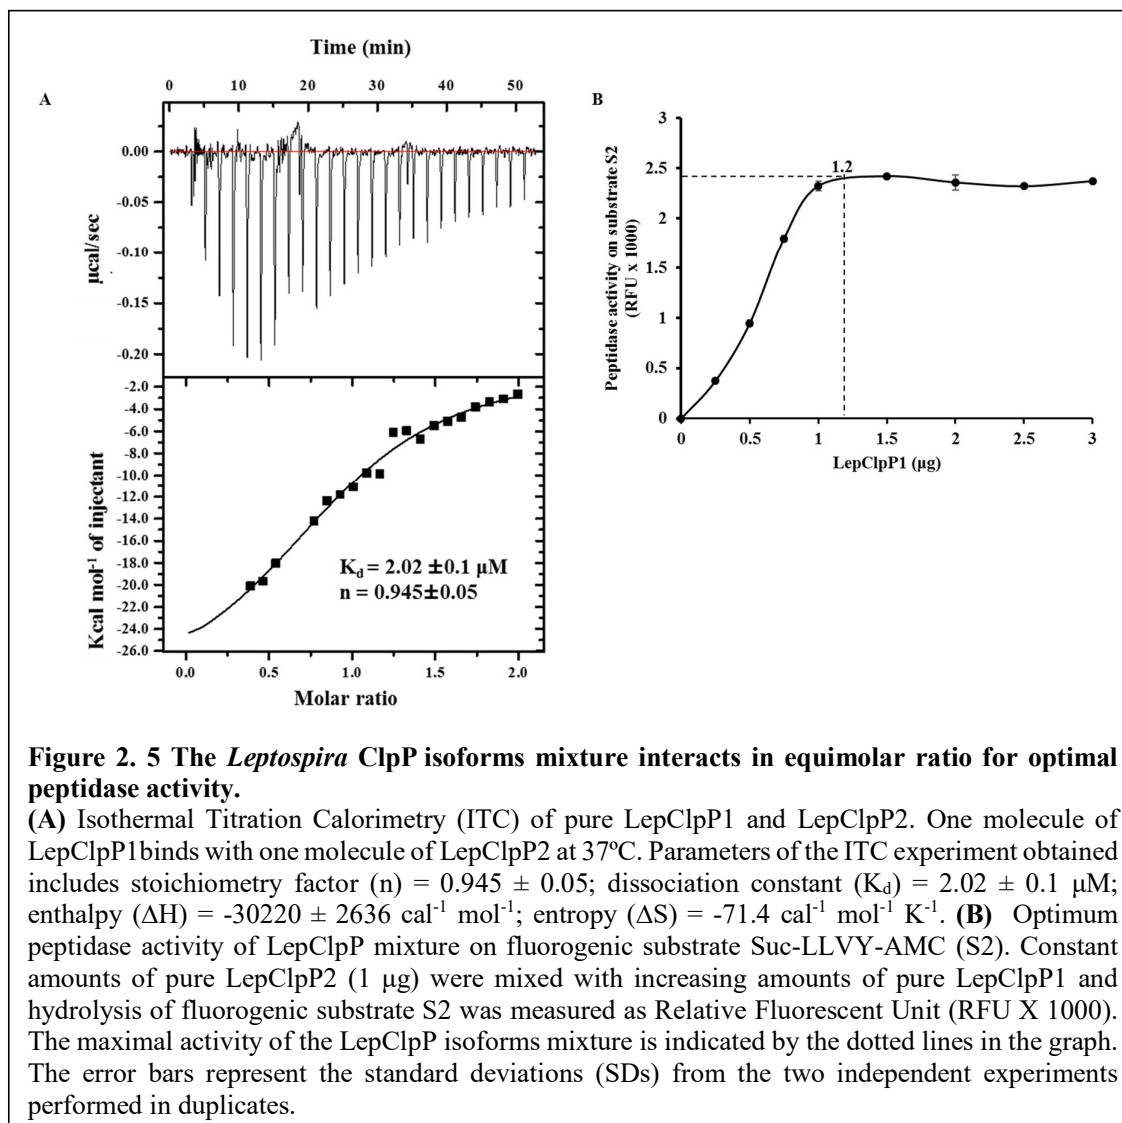 Time (min)
0 10 20 30 40 50
A
0.00
-0.05
-0.10
-0.15
-0.20
µcal/sec
-2.0
-4.0
-6.0
-8.0
-10.0
-12.0
-14.0
-16.0
-18.0
-20.0
-22.0
-24.0
-26.0
Kcal mol⁻¹ of injectant
K_d = 2.02 ±0.1 µM
n = 0.945±0.05
0.0 0.5 1.0 1.5 2.0
Molar ratio
B
3
2.5
2
1.5
1
0.5
0
Peptidase activity on substrate S2
(RFU x 1000)
1.2
0 0.5 1 1.5 2 2.5 3
LepClpP1 (µg)
Figure 2. 5 The Leptospira ClpP isoforms mixture interacts in equimolar ratio for optimal
peptidase activity.
(A) Isothermal Titration Calorimetry (ITC) of pure LepClpP1 and LepClpP2. One molecule of
LepClpP1binds with one molecule of LepClpP2 at 37ºC. Parameters of the ITC experiment obtained
includes stoichiometry factor (n) = 0.945 ± 0.05; dissociation constant (K_d) = 2.02 ± 0.1 µM;
enthalpy (ΔH) = -30220 ± 2636 cal⁻¹ mol⁻¹; entropy (ΔS) = -71.4 cal⁻¹ mol⁻¹ K⁻¹. (B) Optimum
peptidase activity of LepClpP mixture on fluorogenic substrate Suc-LLVY-AMC (S2). Constant
amounts of pure LepClpP2 (1 µg) were mixed with increasing amounts of pure LepClpP1 and
hydrolysis of fluorogenic substrate S2 was measured as Relative Fluorescent Unit (RFU X 1000).
The maximal activity of the LepClpP isoforms mixture is indicated by the dotted lines in the graph.
The error bars represent the standard deviations (SDs) from the two independent experiments
performed in duplicates.